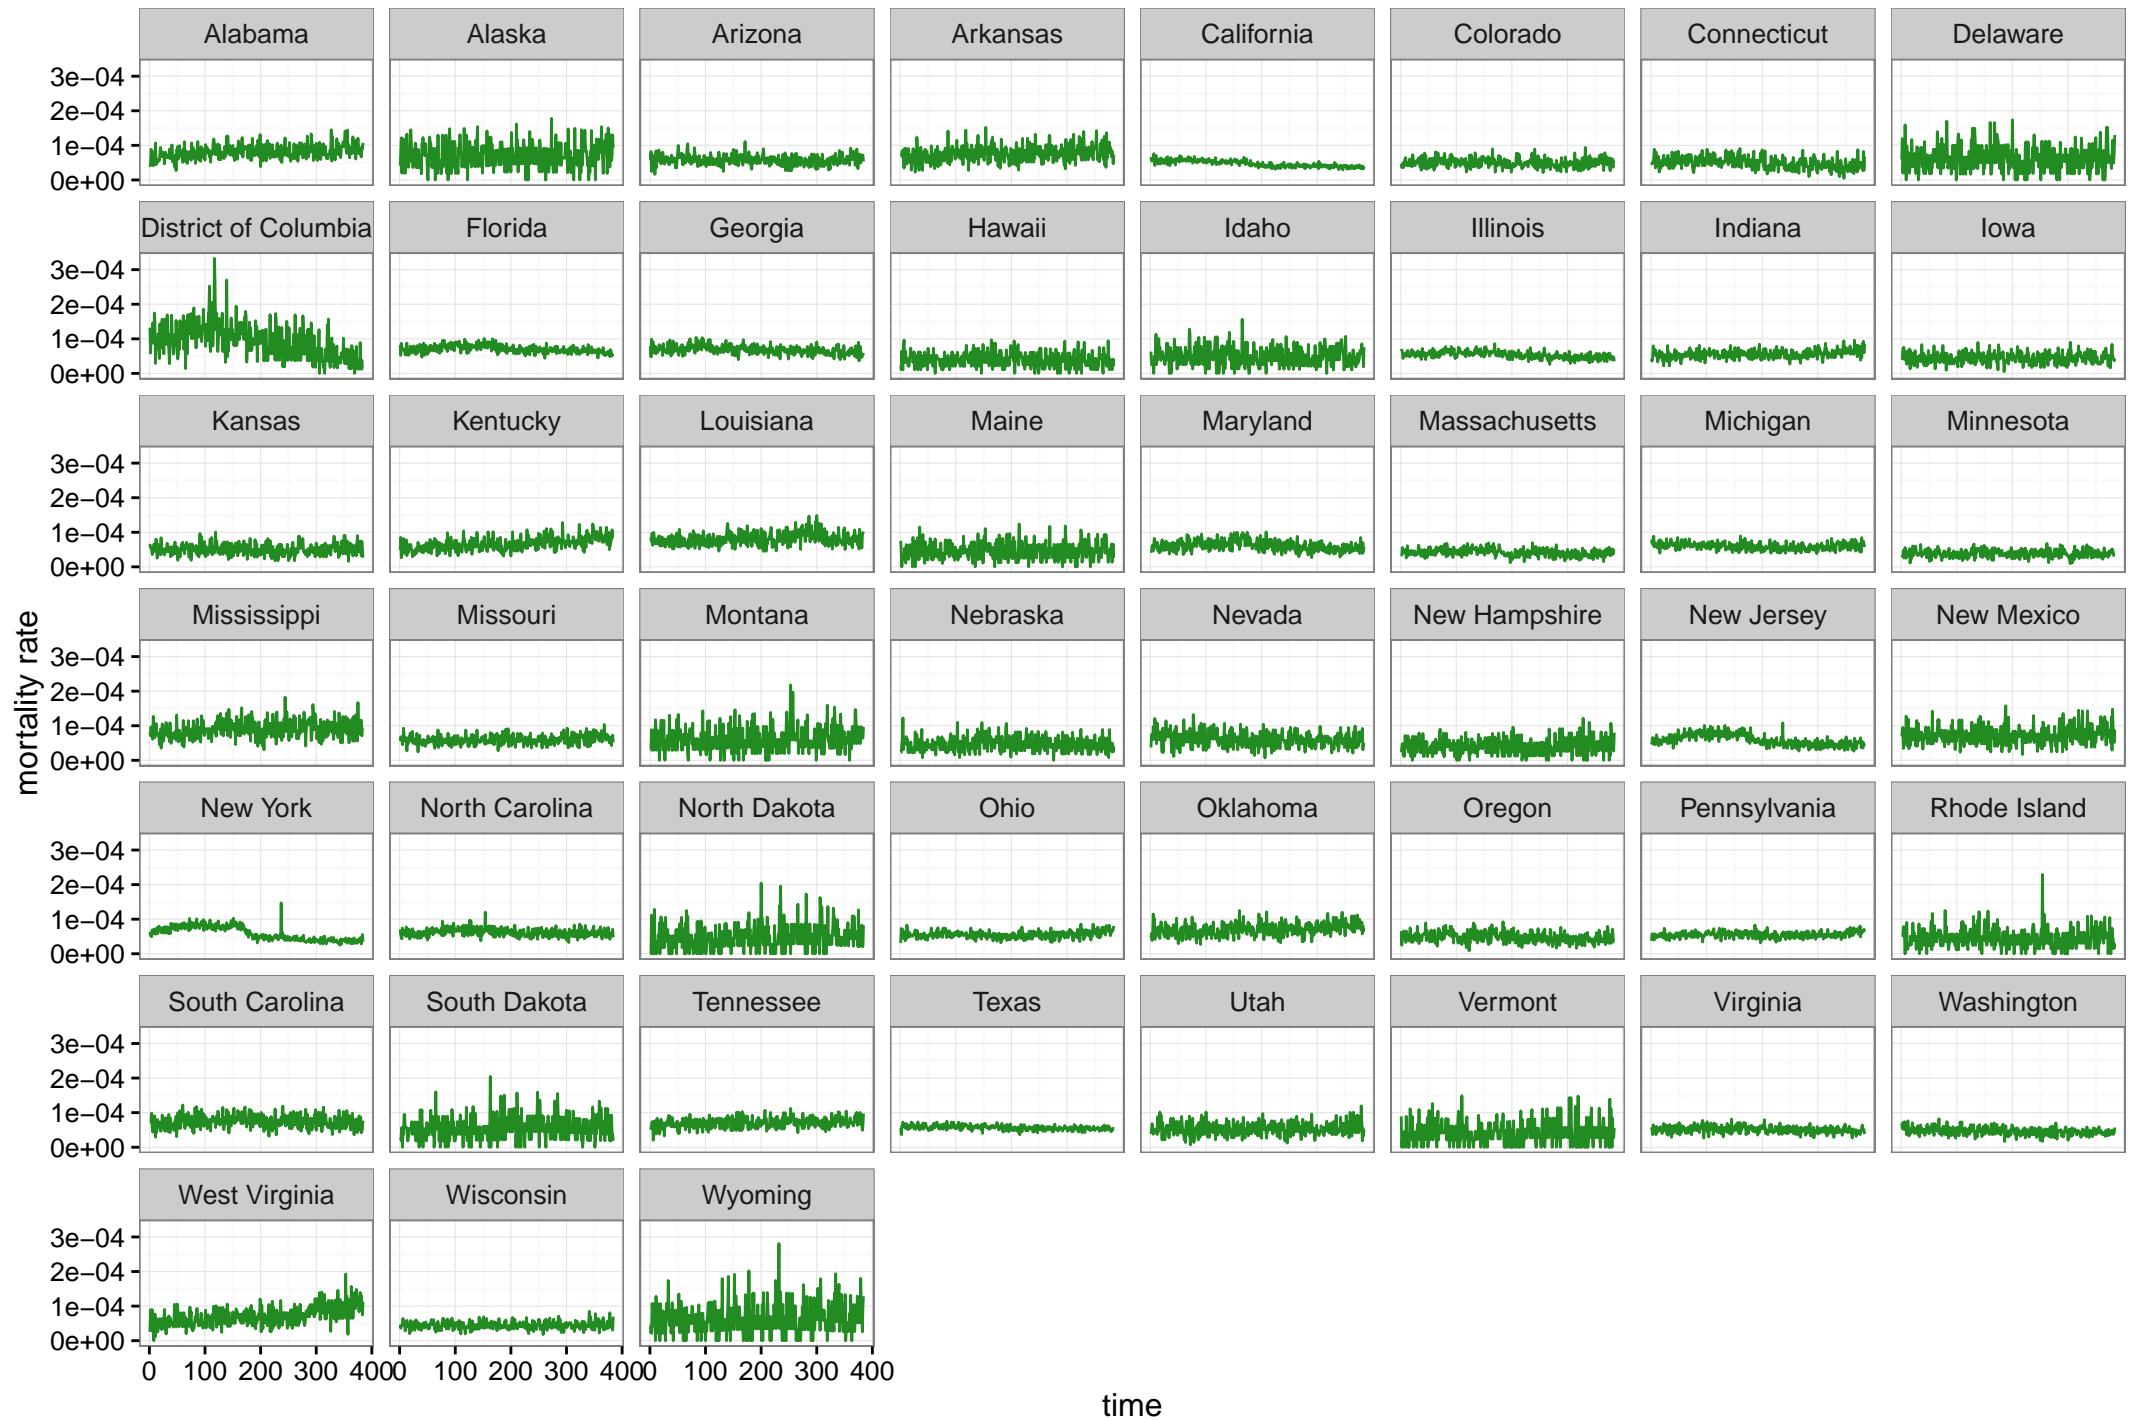 Alabama Alaska Arizona Arkansas California Colorado Connecticut Delaware
3e−04
2e−04
1e−04
0e+00
District of Columbia Florida Georgia Hawaii Idaho Illinois Indiana Iowa
3e−04
2e−04
1e−04
0e+00
Kansas Kentucky Louisiana Maine Maryland Massachusetts Michigan Minnesota
3e−04
2e−04
1e−04
0e+00
mortality rate
Mississippi Missouri Montana Nebraska Nevada New Hampshire New Jersey New Mexico
3e−04
2e−04
1e−04
0e+00
New York North Carolina North Dakota Ohio Oklahoma Oregon Pennsylvania Rhode Island
3e−04
2e−04
1e−04
0e+00
South Carolina South Dakota Tennessee Texas Utah Vermont Virginia Washington
3e−04
2e−04
1e−04
0e+00
West Virginia Wisconsin Wyoming
3e−04
2e−04
1e−04
0e+00
0 100 200 300 400 0 100 200 300 400 0 100 200 300 400
time